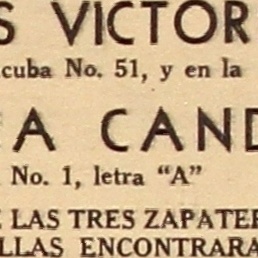 S VICTOR
cuba No. 51, y en la
A CAND
No. 1, letra "A"
E LAS TRES ZAPATER
LLAS ENCONTRARA